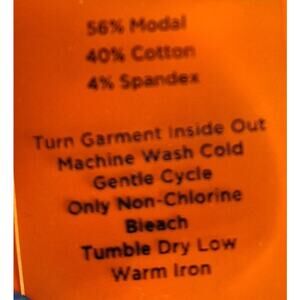 56% Modal
40% Cotton
4% Spandex
Turn Garment Inside Out
Machine Wash Cold
Gentle Cycle
Only Non-Chlorine
Bleach
Tumble Dry Low
Warm Iron